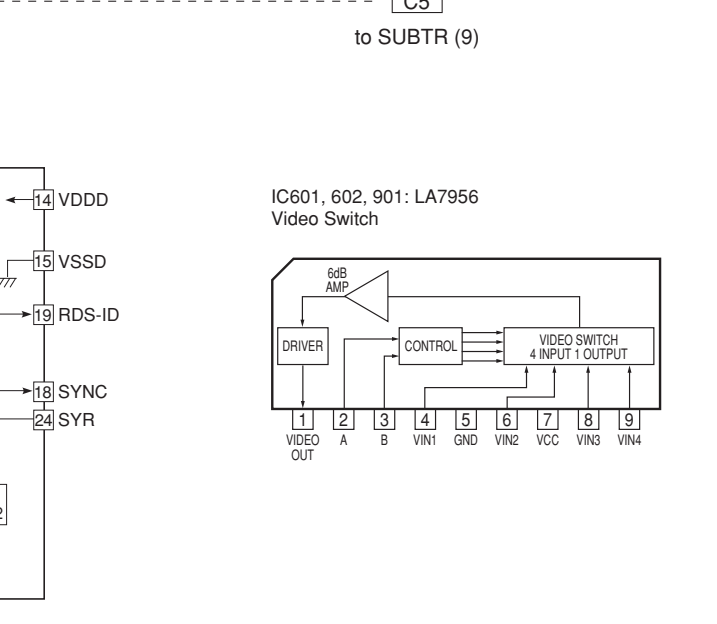 C5
to SUBTR (9)
14 VDDD
15 VSSD
19 RDS-ID
18 SYNC
24 SYR
2
IC601, 602, 901: LA7956
Video Switch
6dB
AMP
DRIVER
CONTROL
VIDEO SWITCH
4 INPUT 1 OUTPUT
1 2 3 4 5 6 7 8 9
VIDEO A B VIN1 GND VIN2 VCC VIN3 VIN4
OUT